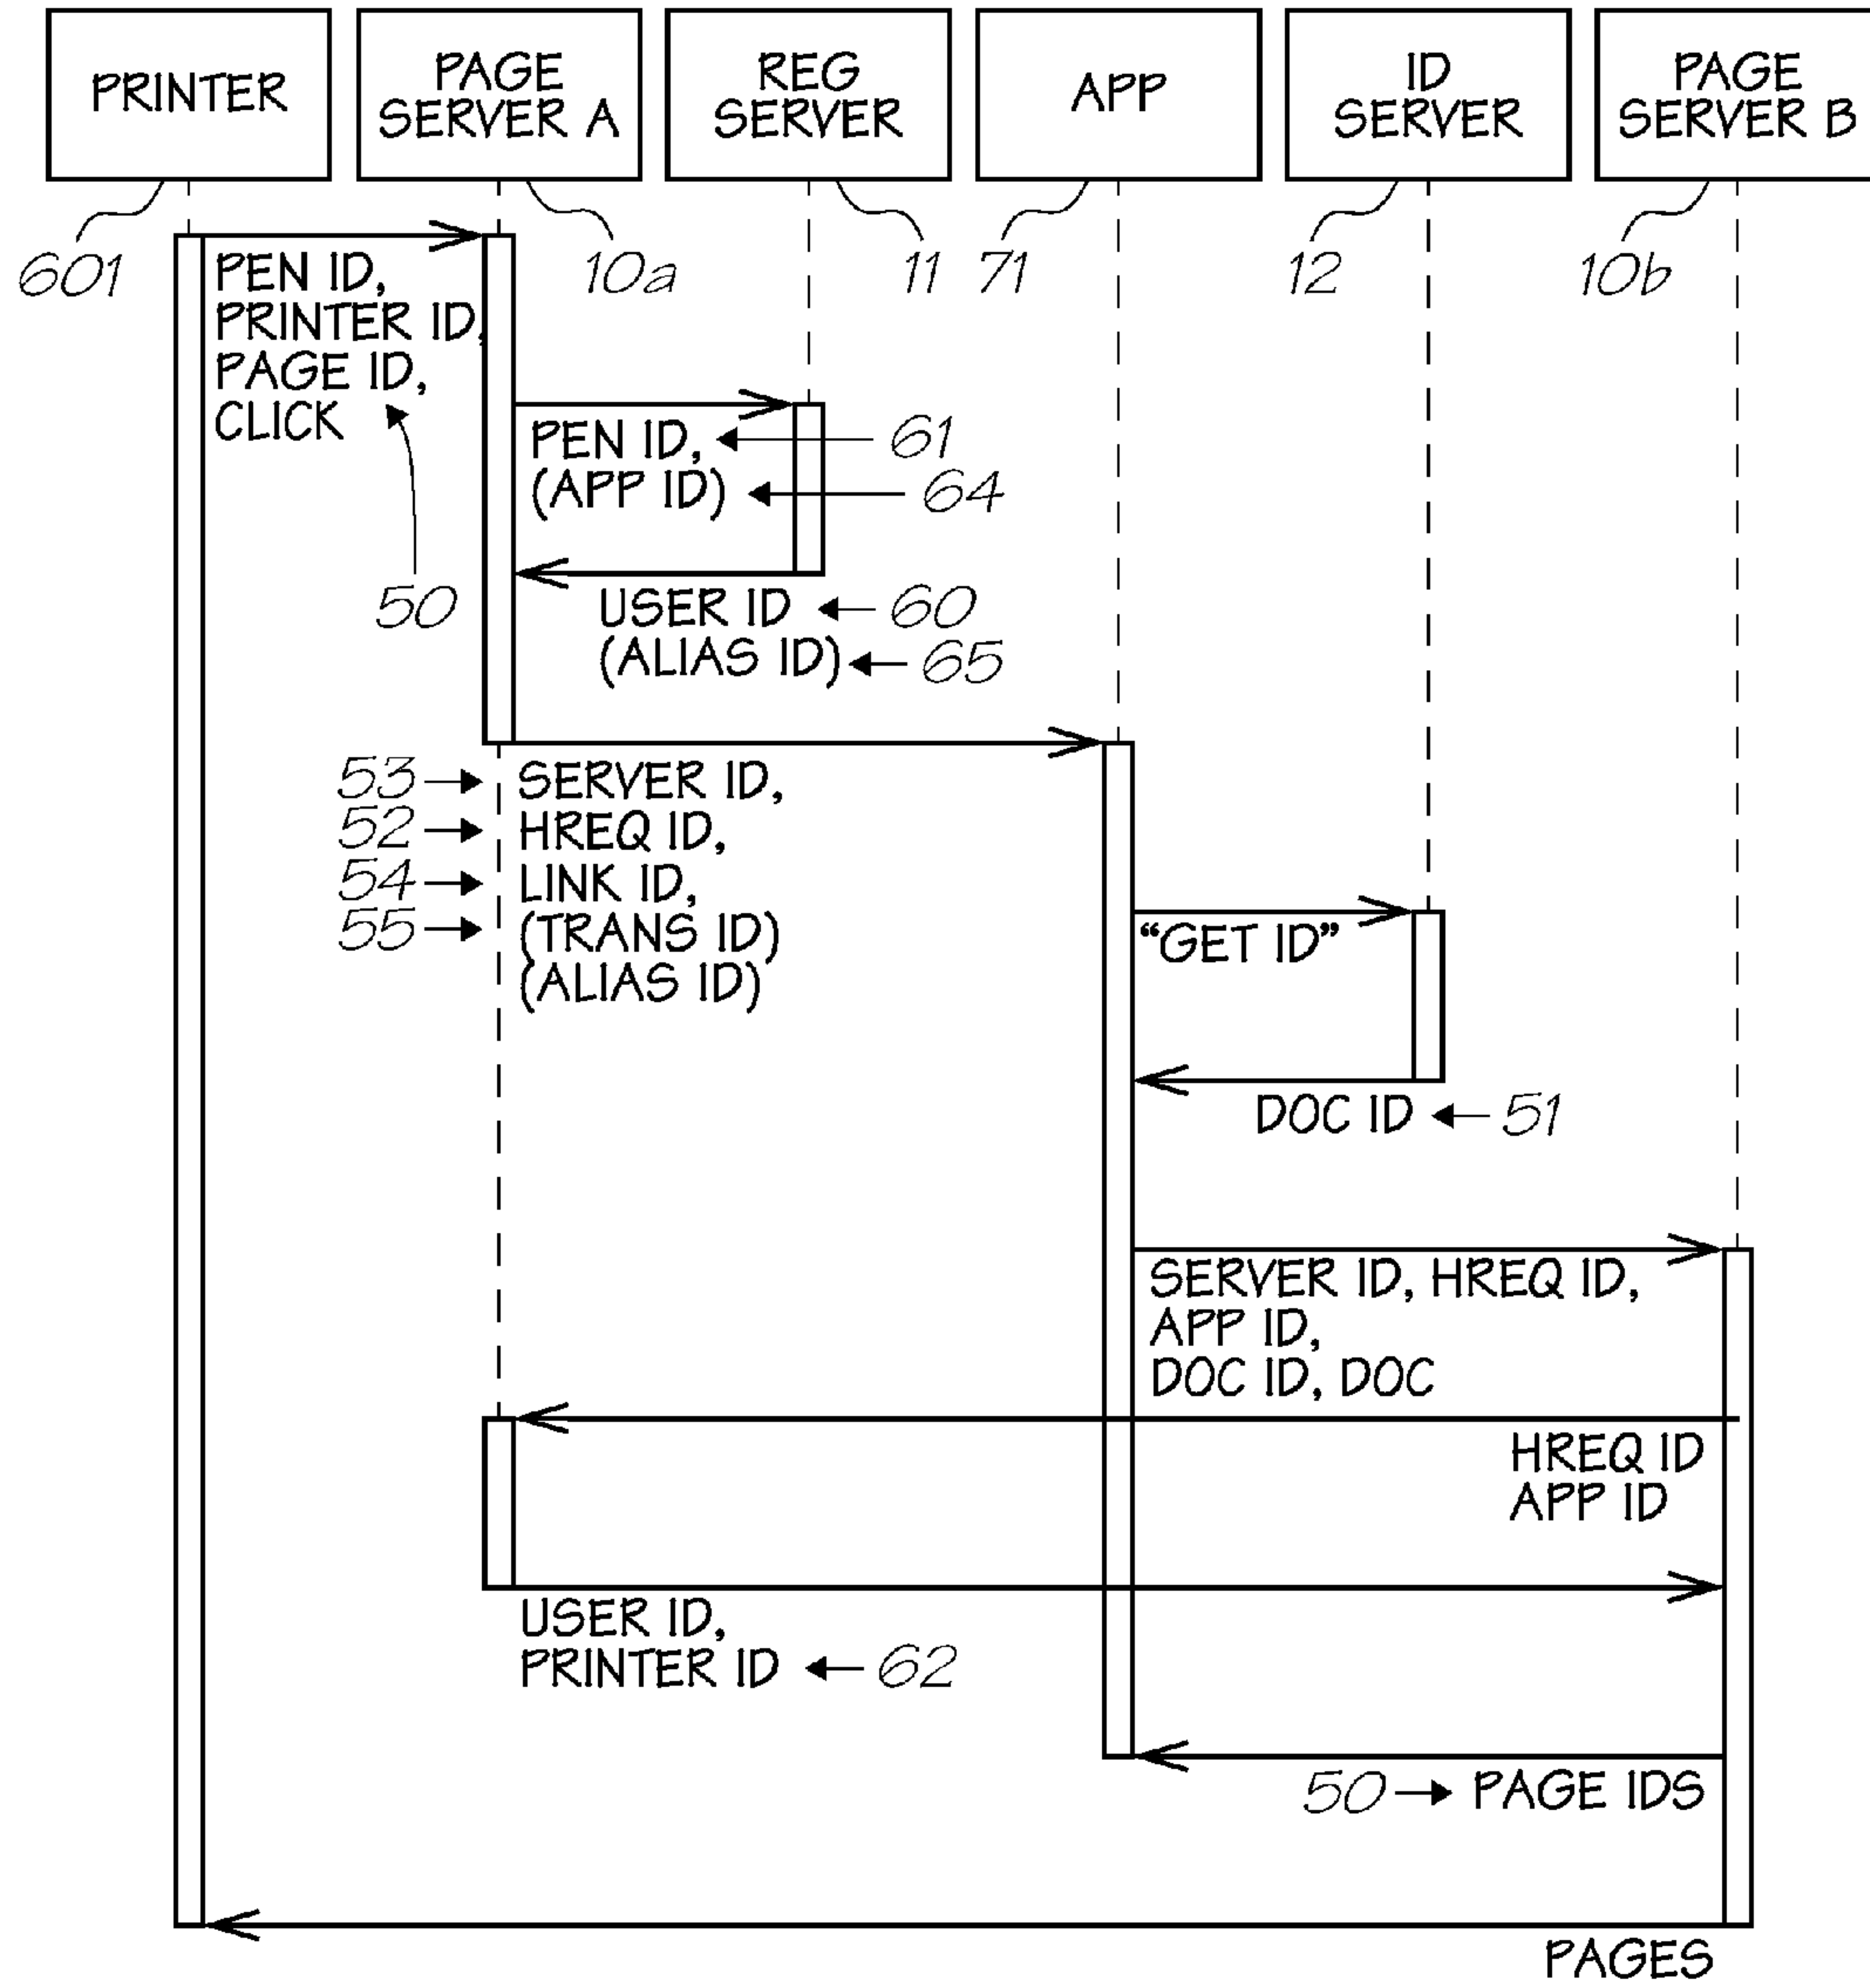 PRINTER
PAGE
SERVER A
REG
SERVER
APP
ID
SERVER
PAGE
SERVER B
601
10a
11
71
12
10b
PEN ID,
PRINTER ID,
PAGE ID,
CLICK
50
PEN ID,
(APP ID)
61
64
USER ID
(ALIAS ID)
60
65
53
52
54
55
SERVER ID,
HREQ ID,
LINK ID,
(TRANS ID)
(ALIAS ID)
“GET ID”
DOC ID
51
SERVER ID, HREQ ID,
APP ID,
DOC ID, DOC
HREQ ID
APP ID
USER ID,
PRINTER ID
62
50
PAGE IDS
PAGES